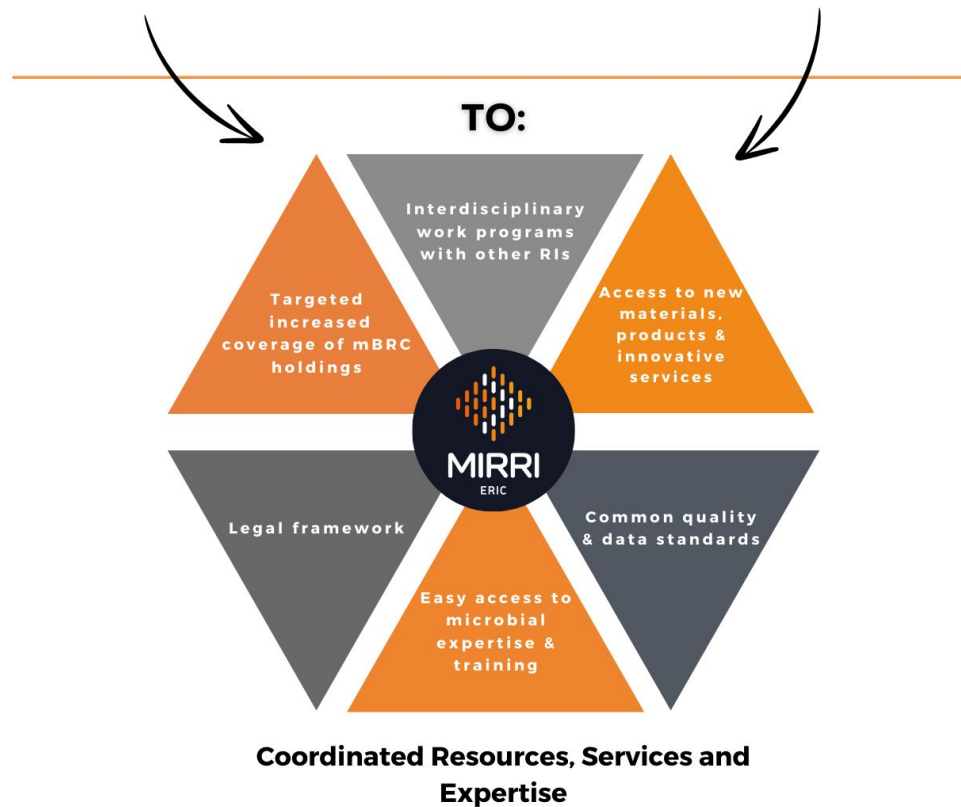 TO:
Interdisciplinary
work programs
with other RIs
Targeted
increased
coverage of mBRC
holdings
Access to new
materials,
products &
innovative
services
MIRRI
ERIC
Legal framework
Common quality
& data standards
Easy access to
microbial
expertise &
training
Coordinated Resources, Services and
Expertise